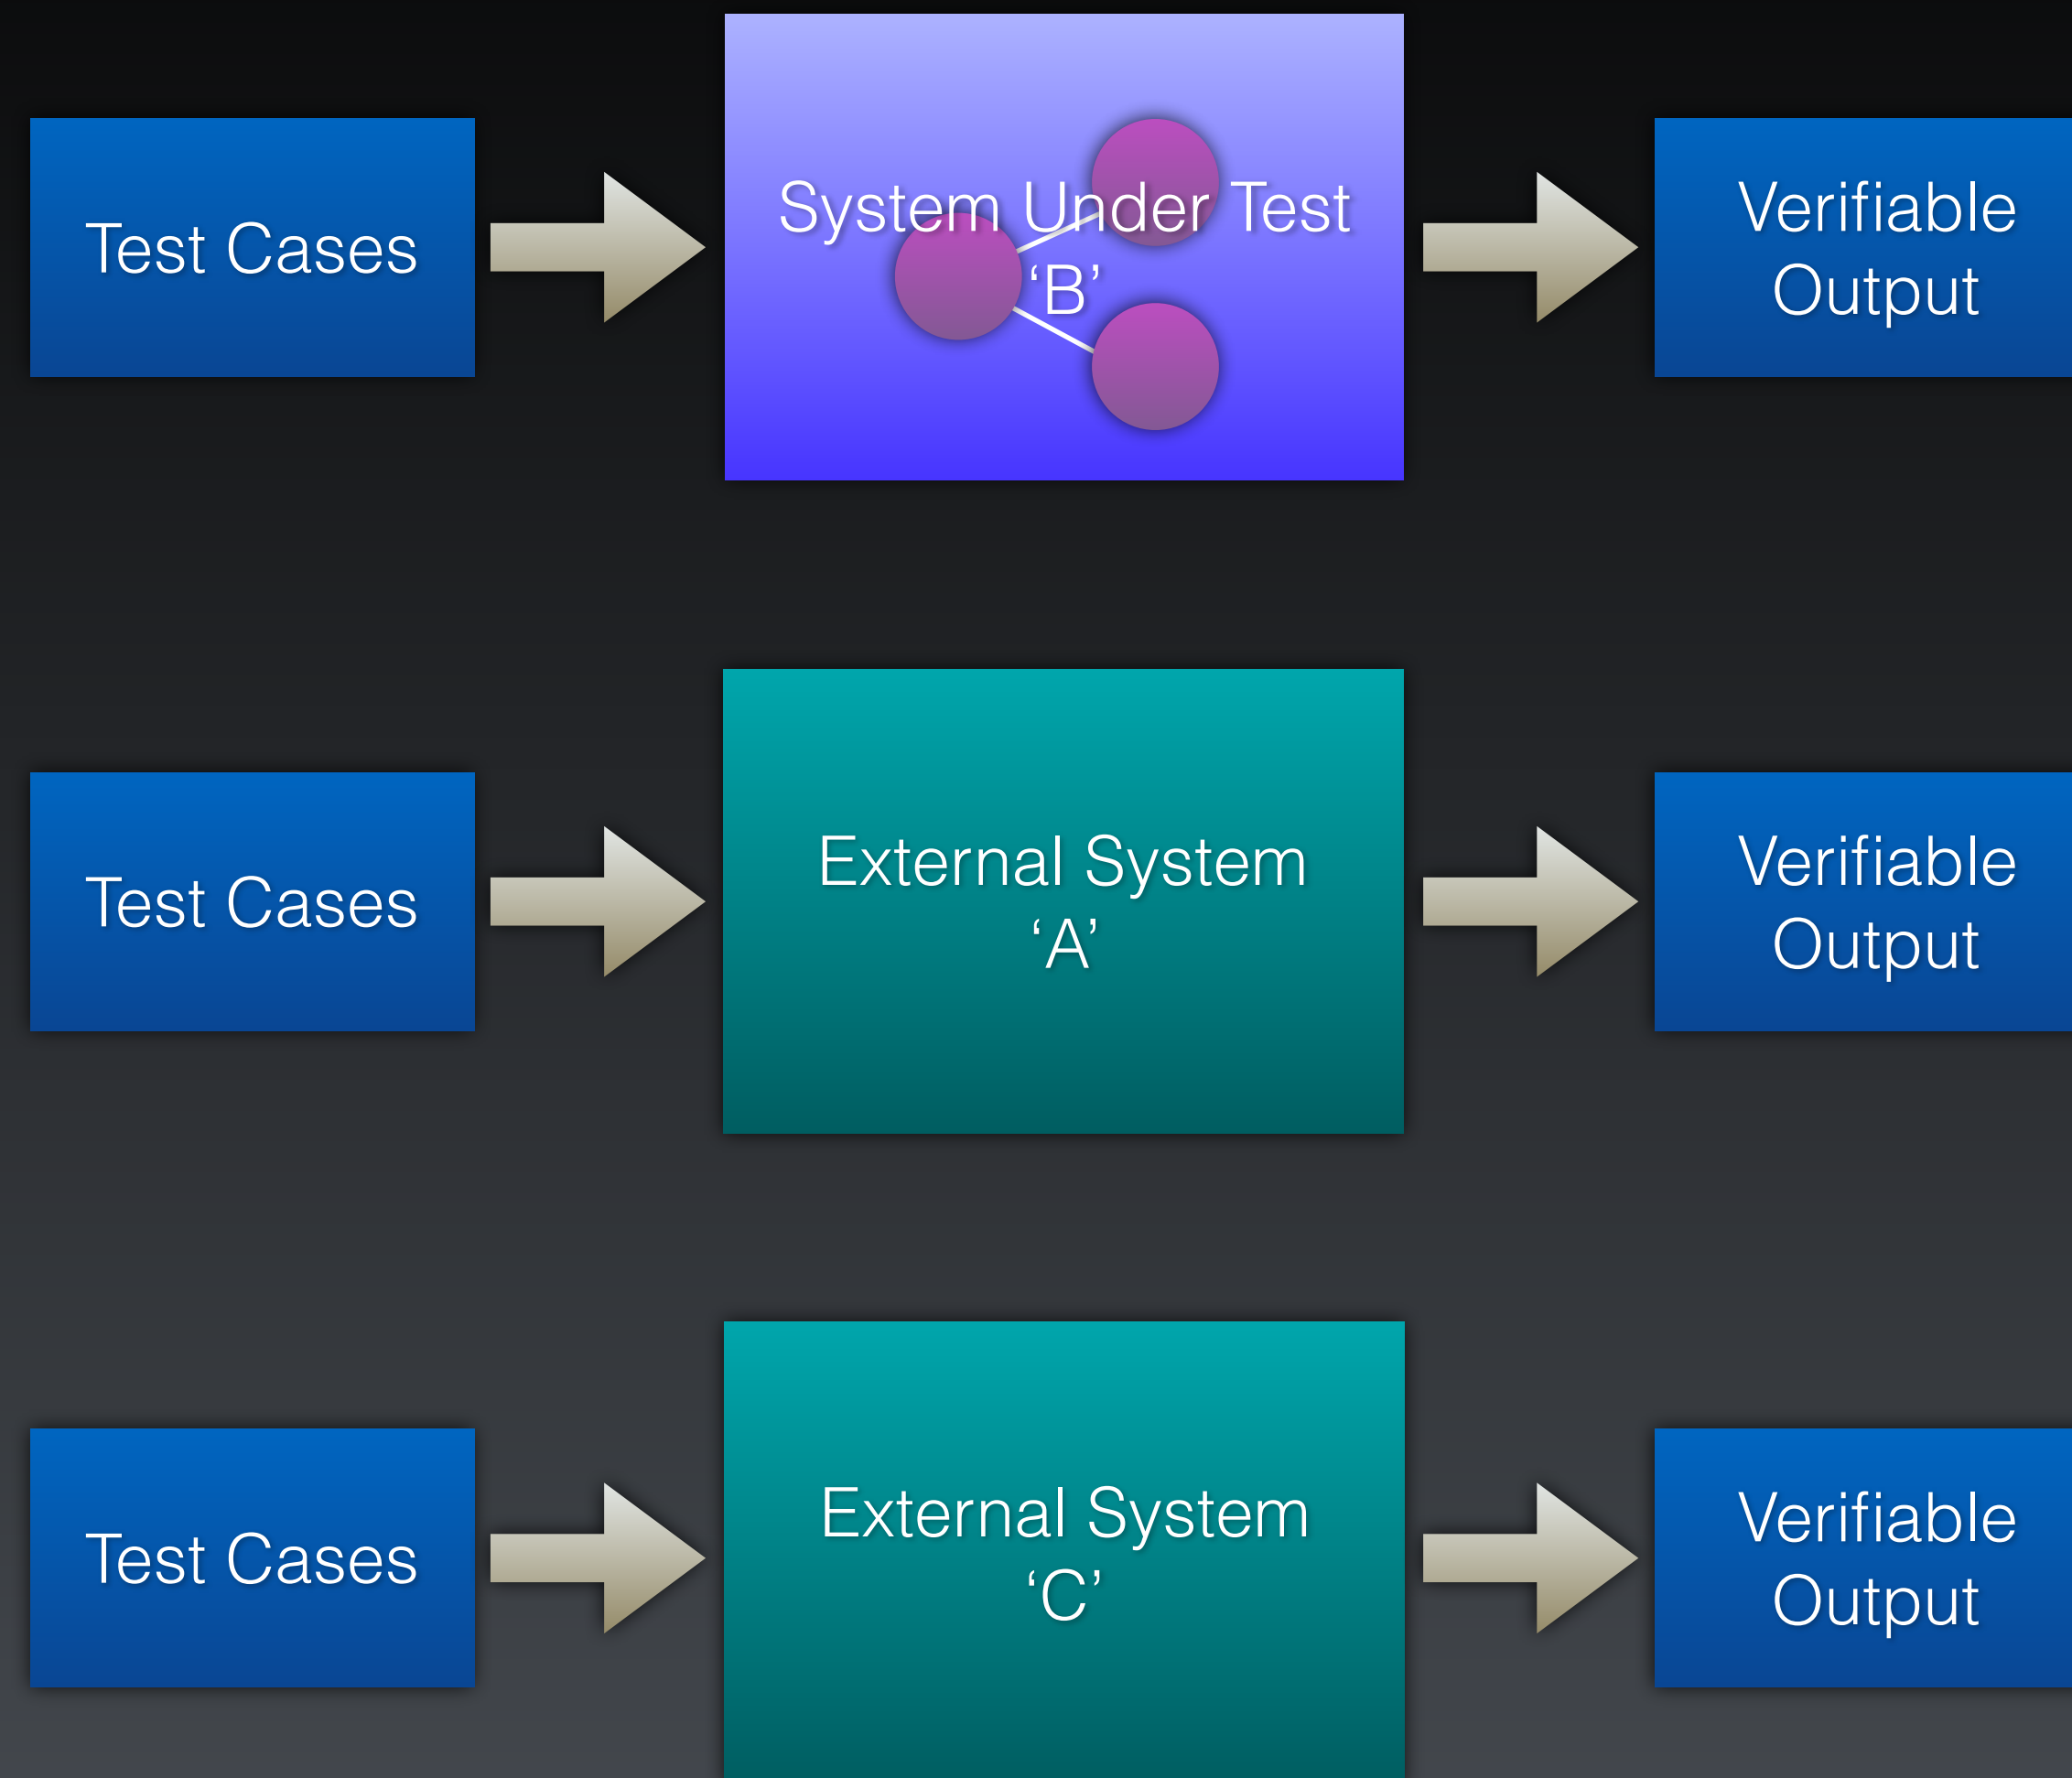 Test Cases
System Under Test
‘B’
Verifiable
Output
Test Cases
External System
‘A’
Verifiable
Output
Test Cases
External System
‘C’
Verifiable
Output